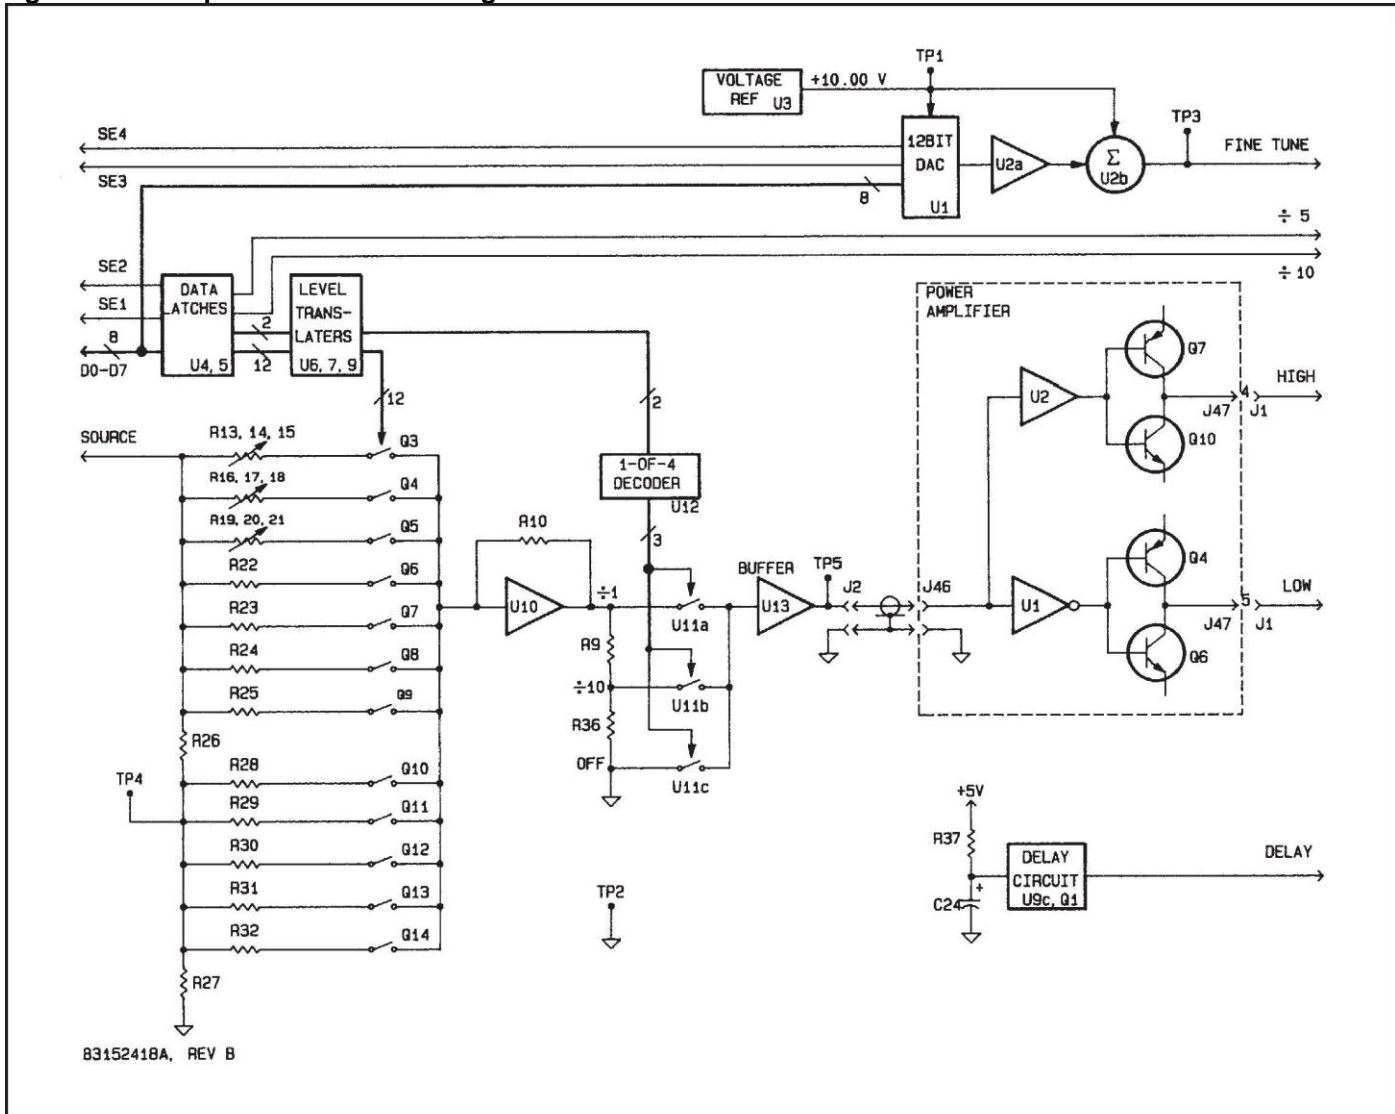 TP1
VOLTAGE
REF U3
+10.00 V
TP3
SE4
12BIT
DAC
U1
U2a
Σ
U2b
FINE TUNE
SE3
8
÷ 5
SE2
÷ 10
DATA
LATCHES
U4, 5
LEVEL
TRANS-
LATERS
U6, 7, 9
SE1
2
8
12
D0-D7
POWER
AMPLIFIER
Q7
U2
4
HIGH
J47
J1
Q10
12
2
SOURCE
R13, 14, 15
Q3
1-OF-4
DECODER
U12
R16, 17, 18
Q4
R19, 20, 21
Q5
R10
3
R22
Q6
U10
÷1
U11a
BUFFER
U13
TP5
J2
J46
U1
Q4
5
LOW
J47
J1
Q6
R23
Q7
R24
Q8
R9
R25
Q9
÷10
U11b
R26
R36
TP4
R28
Q10
OFF
U11c
R29
Q11
+5V
R30
Q12
R37
DELAY
CIRCUIT
U9c, Q1
DELAY
R31
Q13
TP2
+
C24
R32
Q14
R27
83152418A, REV B